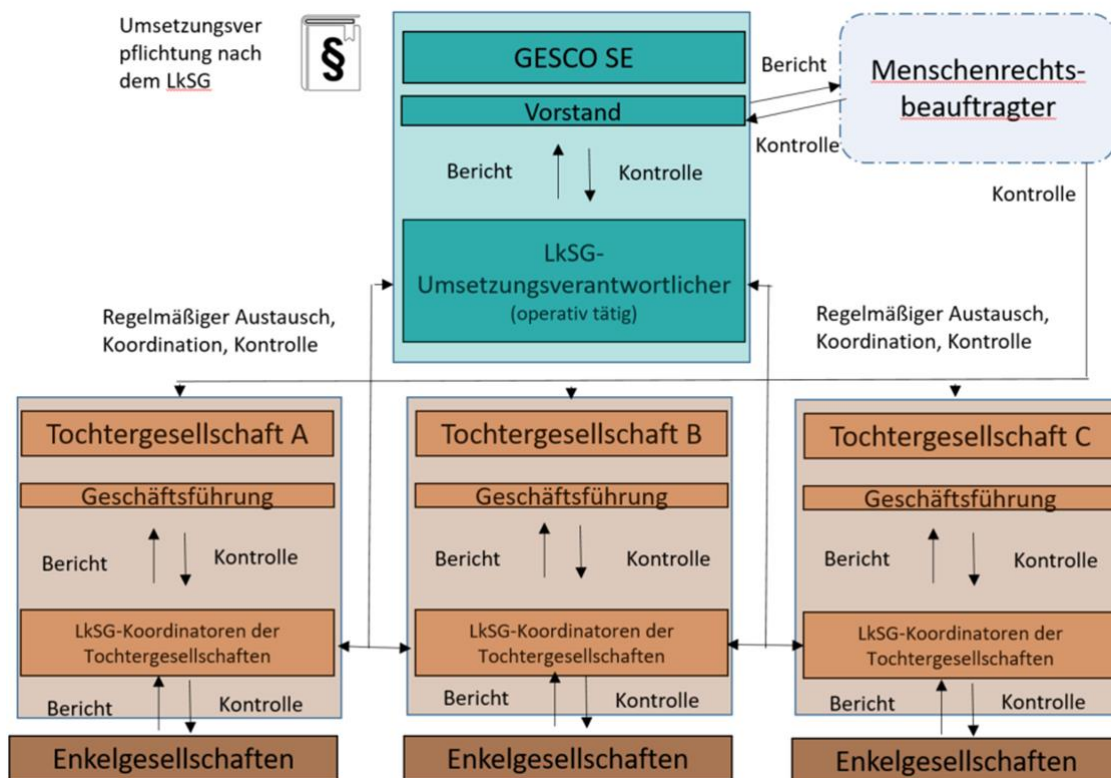 Umsetzungsver
pflichtung nach
dem LkSG
§
GESCO SE
Vorstand
Bericht
Kontrolle
Menschenrechts-
beauftragter
Bericht
Kontrolle
Kontrolle
LkSG-
Umsetzungsverantwortlicher
(operativ tätig)
Regelmäßiger Austausch,
Koordination, Kontrolle
Regelmäßiger Austausch,
Koordination, Kontrolle
Tochtergesellschaft A
Geschäftsführung
Bericht
Kontrolle
LkSG-Koordinatoren der
Tochtergesellschaften
Bericht
Kontrolle
Enkelgesellschaften
Tochtergesellschaft B
Geschäftsführung
Bericht
Kontrolle
LkSG-Koordinatoren der
Tochtergesellschaften
Bericht
Kontrolle
Enkelgesellschaften
Tochtergesellschaft C
Geschäftsführung
Bericht
Kontrolle
LkSG-Koordinatoren der
Tochtergesellschaften
Bericht
Kontrolle
Enkelgesellschaften